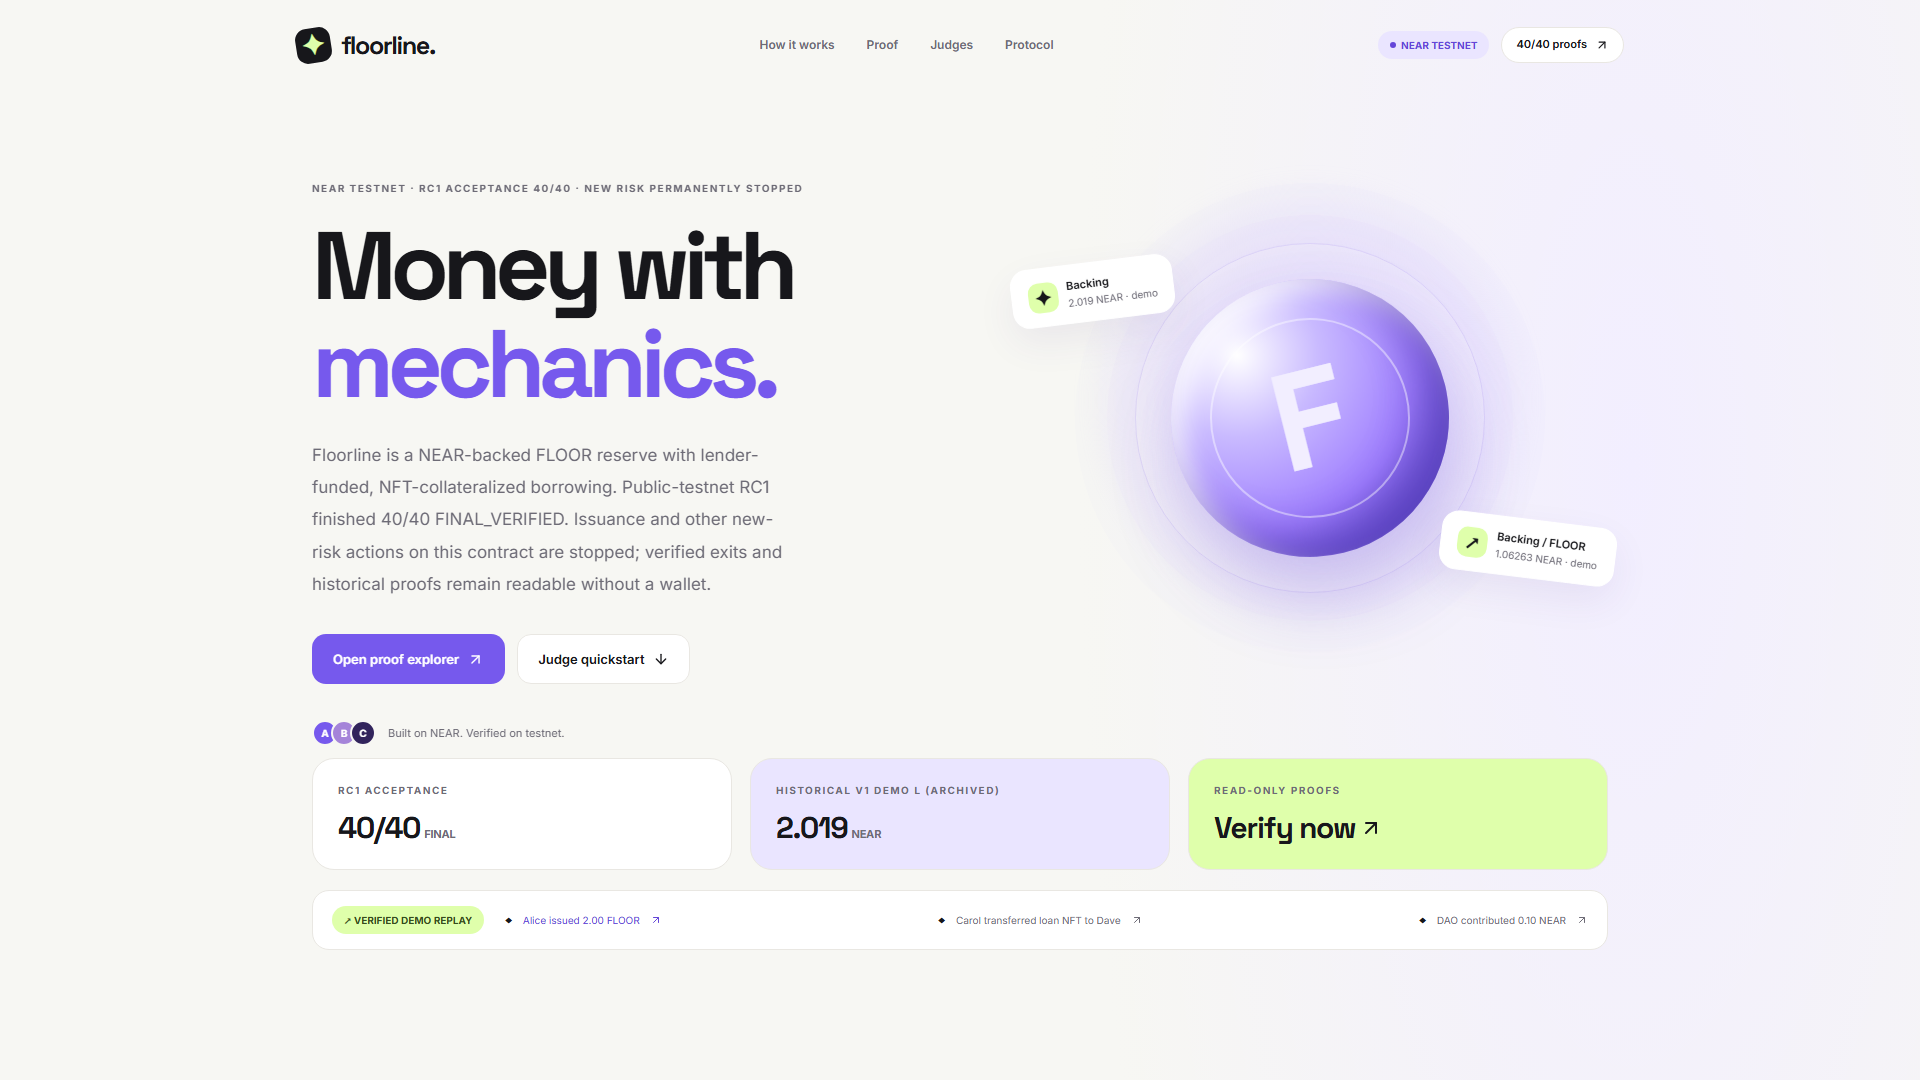 floorline.
How it works
Proof
Judges
Protocol
NEAR TESTNET
40/40 proofs
NEAR TESTNET · RC1 ACCEPTANCE 40/40 · NEW RISK PERMANENTLY STOPPED
Money with
mechanics.
Floorline is a NEAR-backed FLOOR reserve with lender-
funded, NFT-collateralized borrowing. Public-testnet RC1
finished 40/40 FINAL_VERIFIED. Issuance and other new-
risk actions on this contract are stopped; verified exits and
historical proofs remain readable without a wallet.
Open proof explorer
Judge quickstart
A B C
Built on NEAR. Verified on testnet.
Backing
2.019 NEAR · demo
F
Backing / FLOOR
1.06263 NEAR · demo
RC1 ACCEPTANCE
40/40 FINAL
HISTORICAL V1 DEMO L (ARCHIVED)
2.019 NEAR
READ-ONLY PROOFS
Verify now
VERIFIED DEMO REPLAY
Alice issued 2.00 FLOOR
Carol transferred loan NFT to Dave
DAO contributed 0.10 NEAR